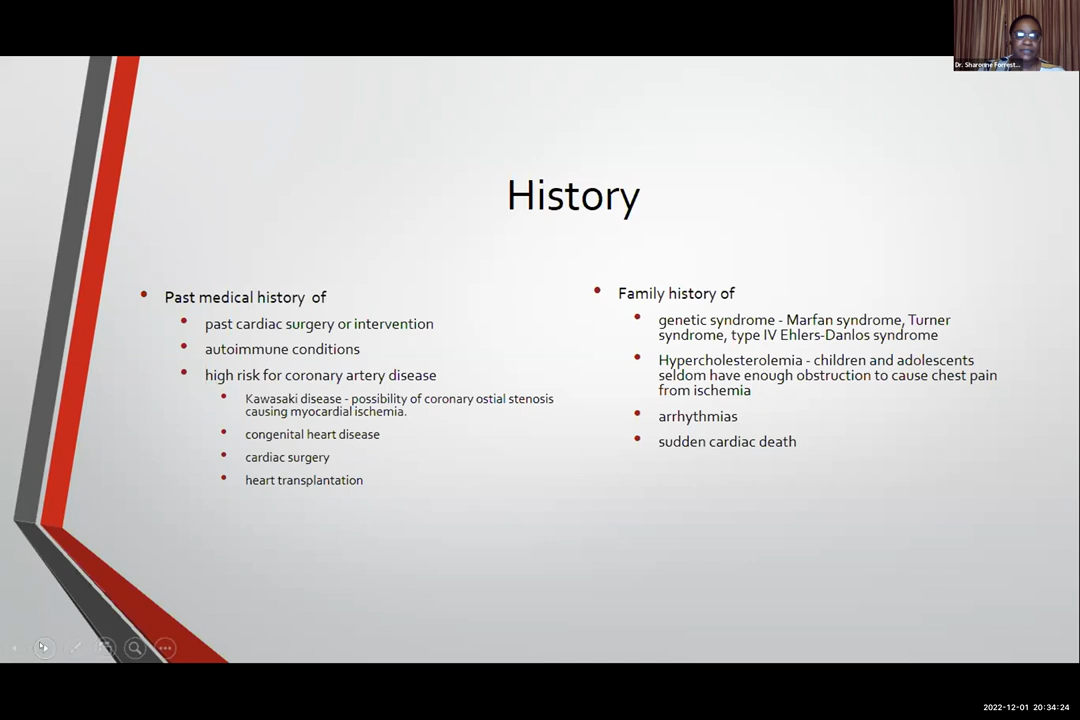 Dr. Sharonne Forrest...
History
Past medical history of
past cardiac surgery or intervention
autoimmune conditions
high risk for coronary artery disease
Kawasaki disease - possibility of coronary ostial stenosis
causing myocardial ischemia.
congenital heart disease
cardiac surgery
heart transplantation
Family history of
genetic syndrome - Marfan syndrome, Turner
syndrome, type IV Ehlers-Danlos syndrome
Hypercholesterolemia - children and adolescents
seldom have enough obstruction to cause chest pain
from ischemia
arrhythmias
sudden cardiac death
2022-12-01 20:34:24